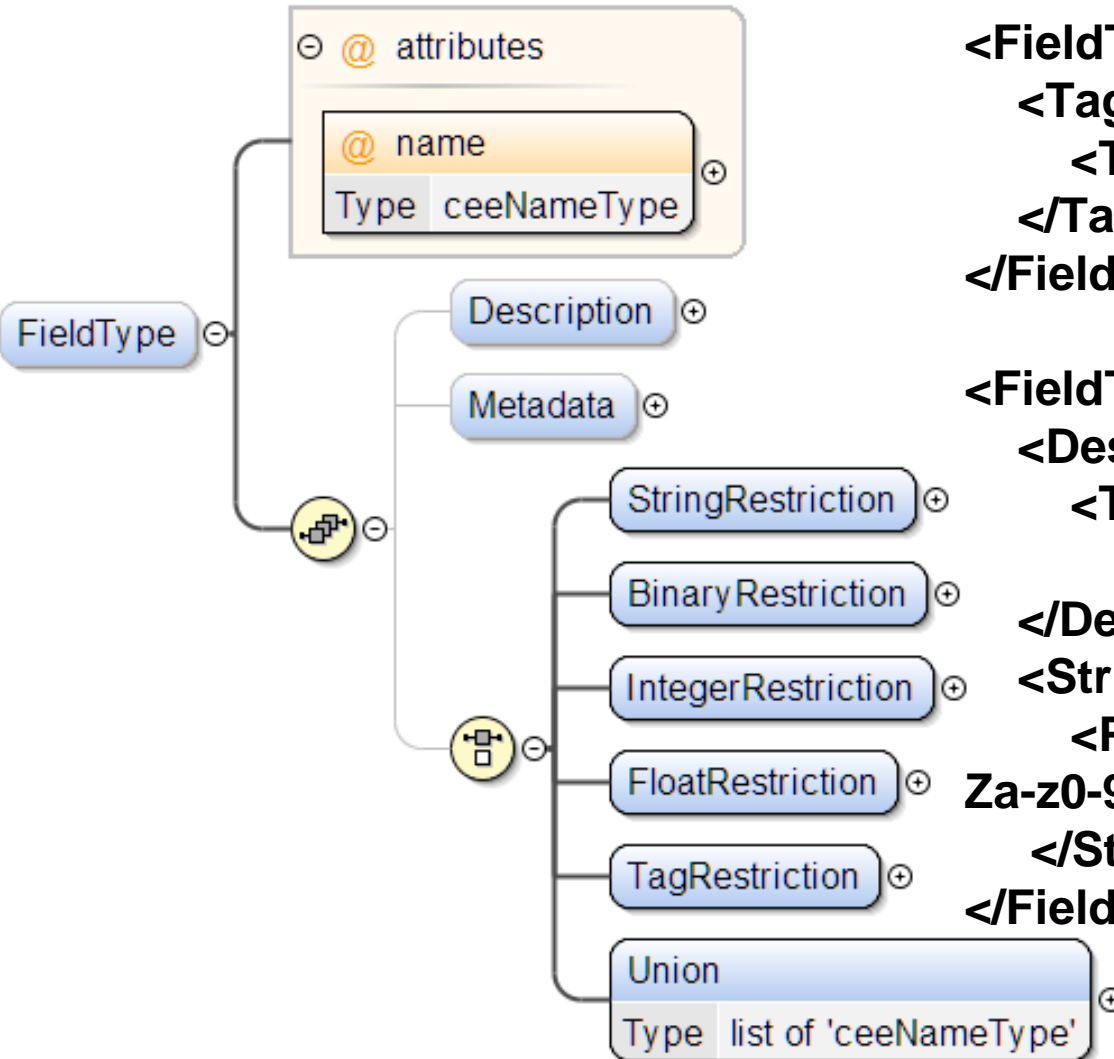 @ attributes
@ name
Type ceeNameType
FieldType
Description
Metadata
StringRestriction
BinaryRestriction
IntegerRestriction
FloatRestriction
TagRestriction
Union
Type list of 'ceeNameType'
<FieldT
<Tag
<T
</Ta
</Field
<FieldT
<Des
<T
</De
<Str
Za-z0-9
</St
</Field